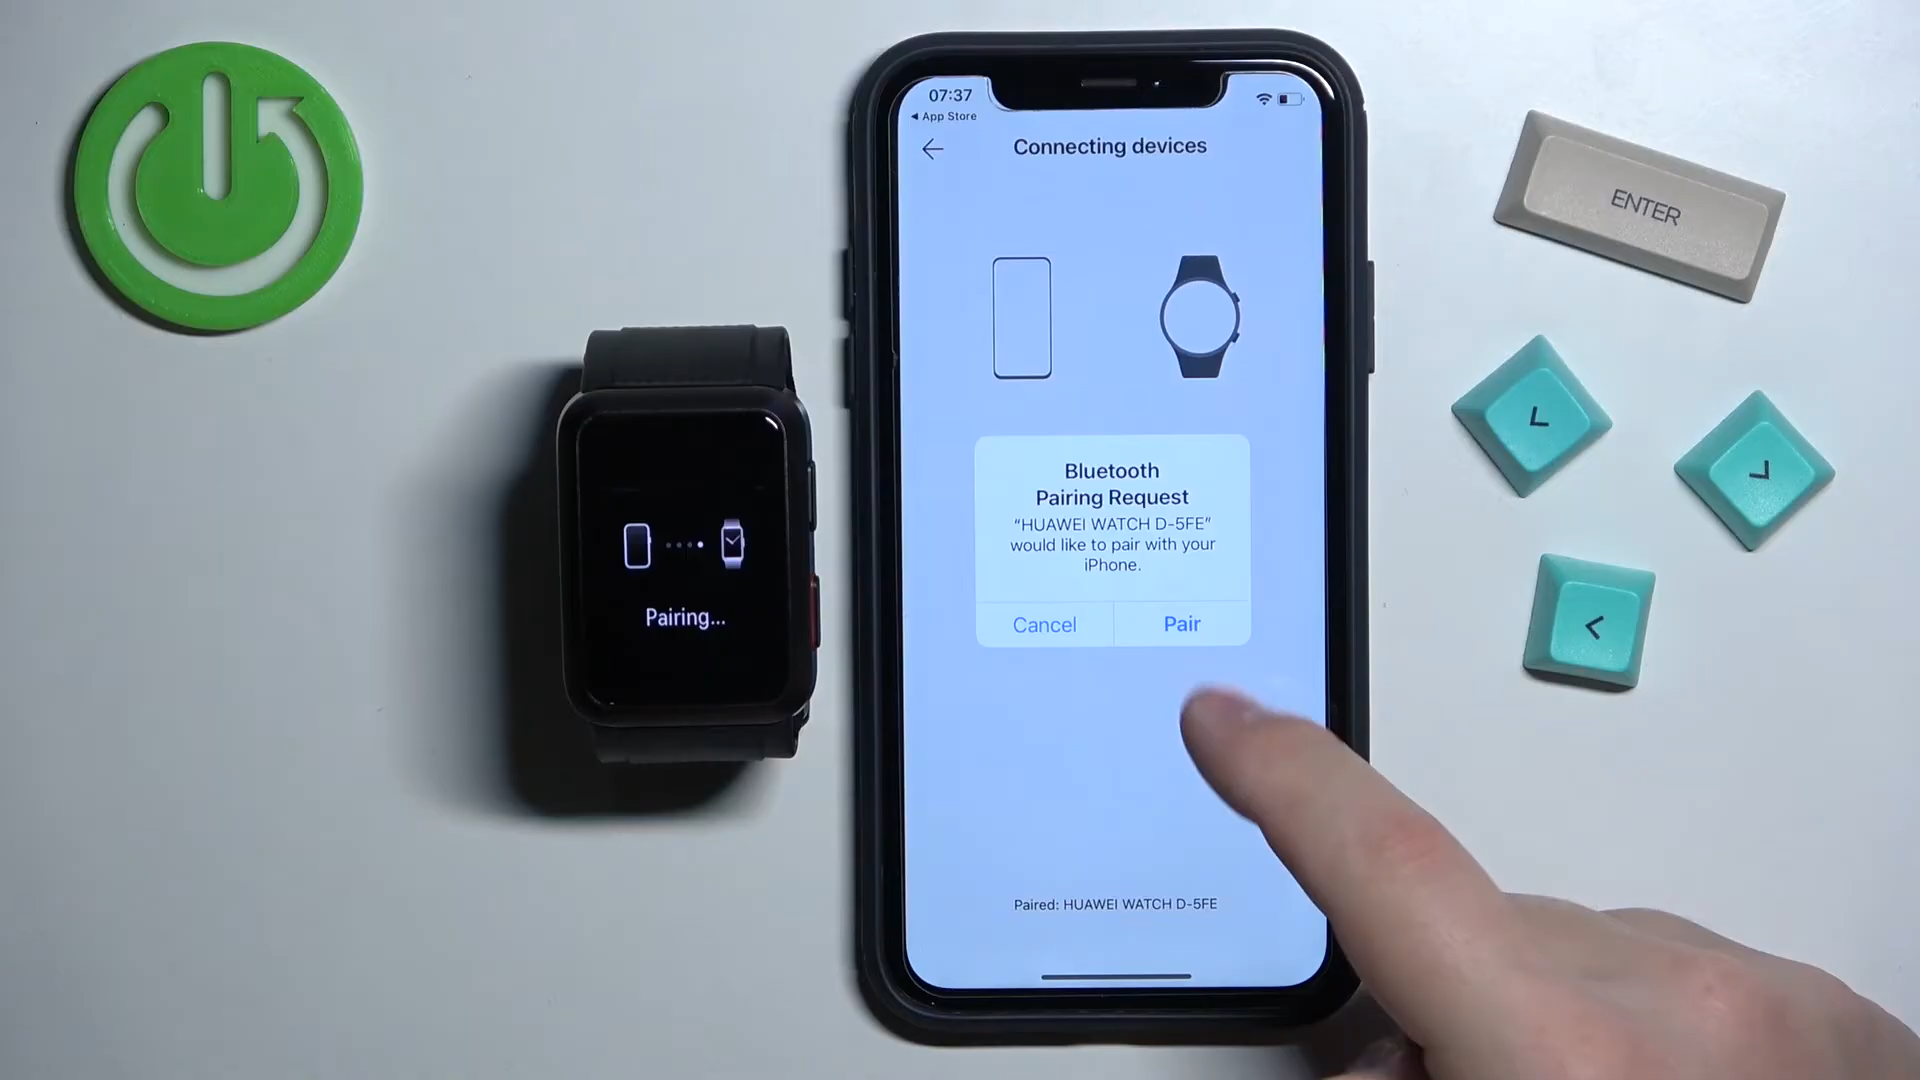 07:37
◄ App Store
Connecting devices
Bluetooth
Pairing Request
“HUAWEI WATCH D-5FE”
would like to pair with your
iPhone.
Cancel
Pair
Paired: HUAWEI WATCH D-5FE
Pairing...
ENTER
<
<
<